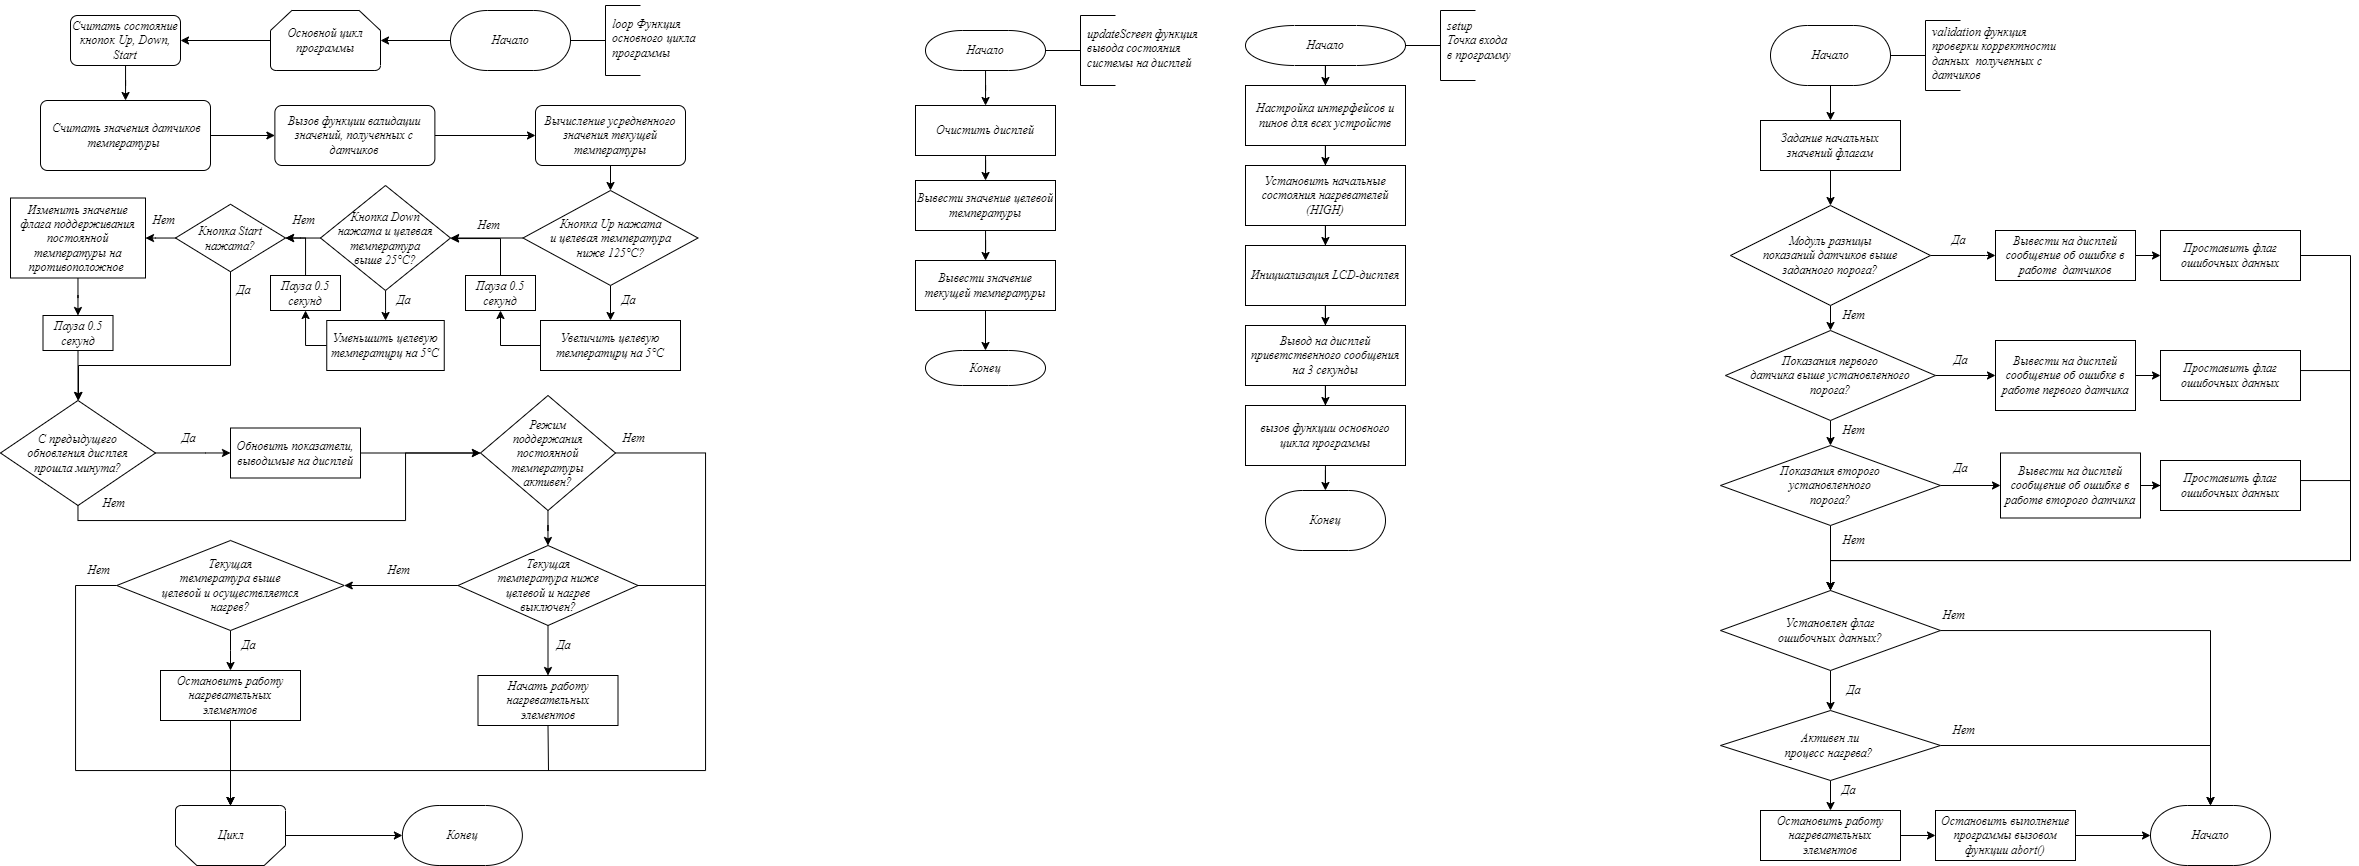 Считать состояние
кнопок Up, Down,
Start
Основной цикл
программы
Начало
loop Функция
основного цикла
программы
Считать значения датчиков
температуры
Вызов функции валидации
значений, полученных с
датчиков
Вычисление усредненного
значения текущей
температуры
Изменить значение
флага поддерживания
постоянной
температуры на
противоположное
Нет
Кнопка Start
нажата?
Нет
Кнопка Down
нажата и целевая
температура
выше 25°C?
Нет
Кнопка Up нажата
и целевая температура
ниже 125°C?
Да
Пауза 0.5
секунд
Да
Пауза 0.5
секунд
Да
Пауза 0.5
секунд
Уменьшить целевую
температирц на 5°C
Увеличить целевую
температирц на 5°C
С предыдущего
обновления дисплея
прошла минута?
Да
Обновить показатели,
выводимые на дисплей
Режим
поддержания
постоянной
температуры
активен?
Нет
Нет
Нет
Текущая
температура выше
целевой и осуществляется
нагрев?
Нет
Текущая
температура ниже
целевой и нагрев
выключен?
Да
Да
Остановить работу
нагревательных
элементов
Начать работу
нагревательных
элементов
Цикл
Конец
Начало
updateScreen функция
вывода состояния
системы на дисплей
Очистить дисплей
Вывести значение целевой
температуры
Вывести значение
текущей температуры
Конец
Начало
setup
Точка входа
в программу
Настройка интерфейсов и
пинов для всех устройств
Установить начальные
состояния нагревателей
(HIGH)
Инициализация LCD-дисплея
Вывод на дисплей
приветственного сообщения
на 3 секунды
вызов функции основного
цикла программы
Конец
Начало
validation функция
проверки корректности
данных полученных с
датчиков
Задание начальных
значений флагам
Модуль разницы
показаний датчиков выше
заданного порога?
Да
Вывести на дисплей
сообщение об ошибке в
работе датчиков
Проставить флаг
ошибочных данных
Нет
Показания первого
датчика выше установленного
порога?
Да
Вывести на дисплей
сообщение об ошибке в
работе первого датчика
Проставить флаг
ошибочных данных
Нет
Показания второго
установленного
порога?
Да
Вывести на дисплей
сообщение об ошибке в
работе второго датчика
Проставить флаг
ошибочных данных
Нет
Установлен флаг
ошибочных данных?
Нет
Да
Активен ли
процесс нагрева?
Нет
Да
Остановить работу
нагревательных
элементов
Остановить выполнение
программы вызовом
функции abort()
Начало